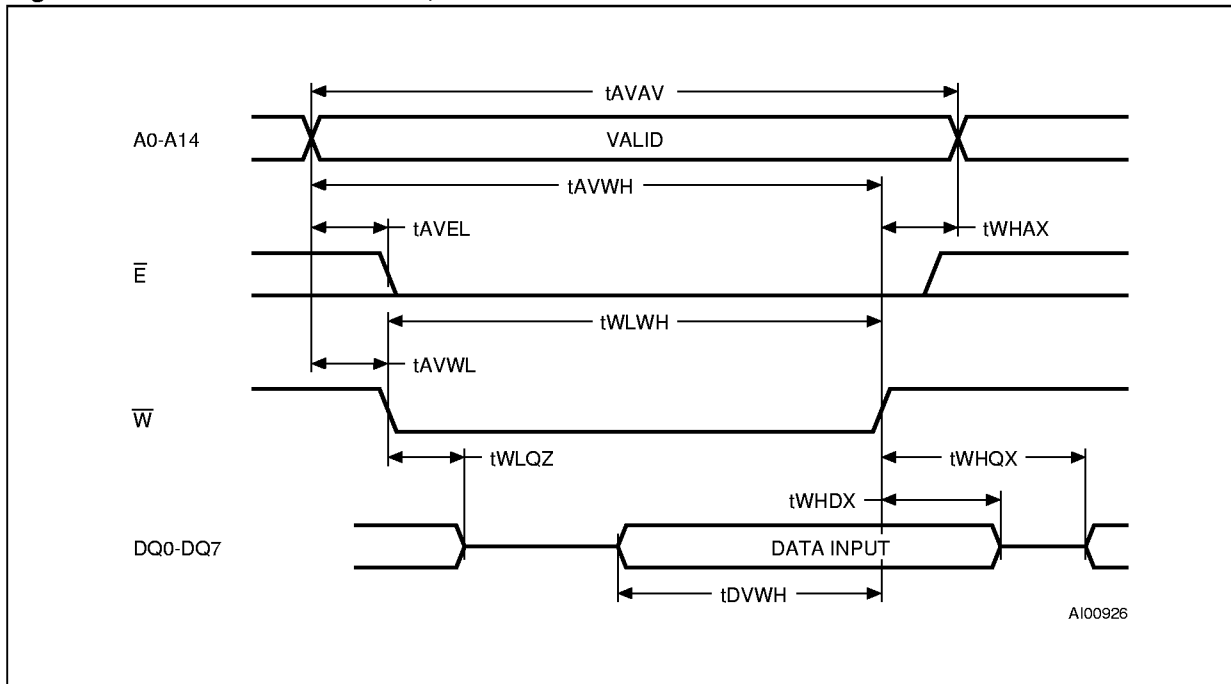 tAVAV
A0-A14
VALID
tAVWH
tAVEL
tWHAX
E̅
tWLWH
tAVWL
W̅
tWLQZ
tWHQX
tWHDX
DQ0-DQ7
DATA INPUT
tDVWH
AI00926